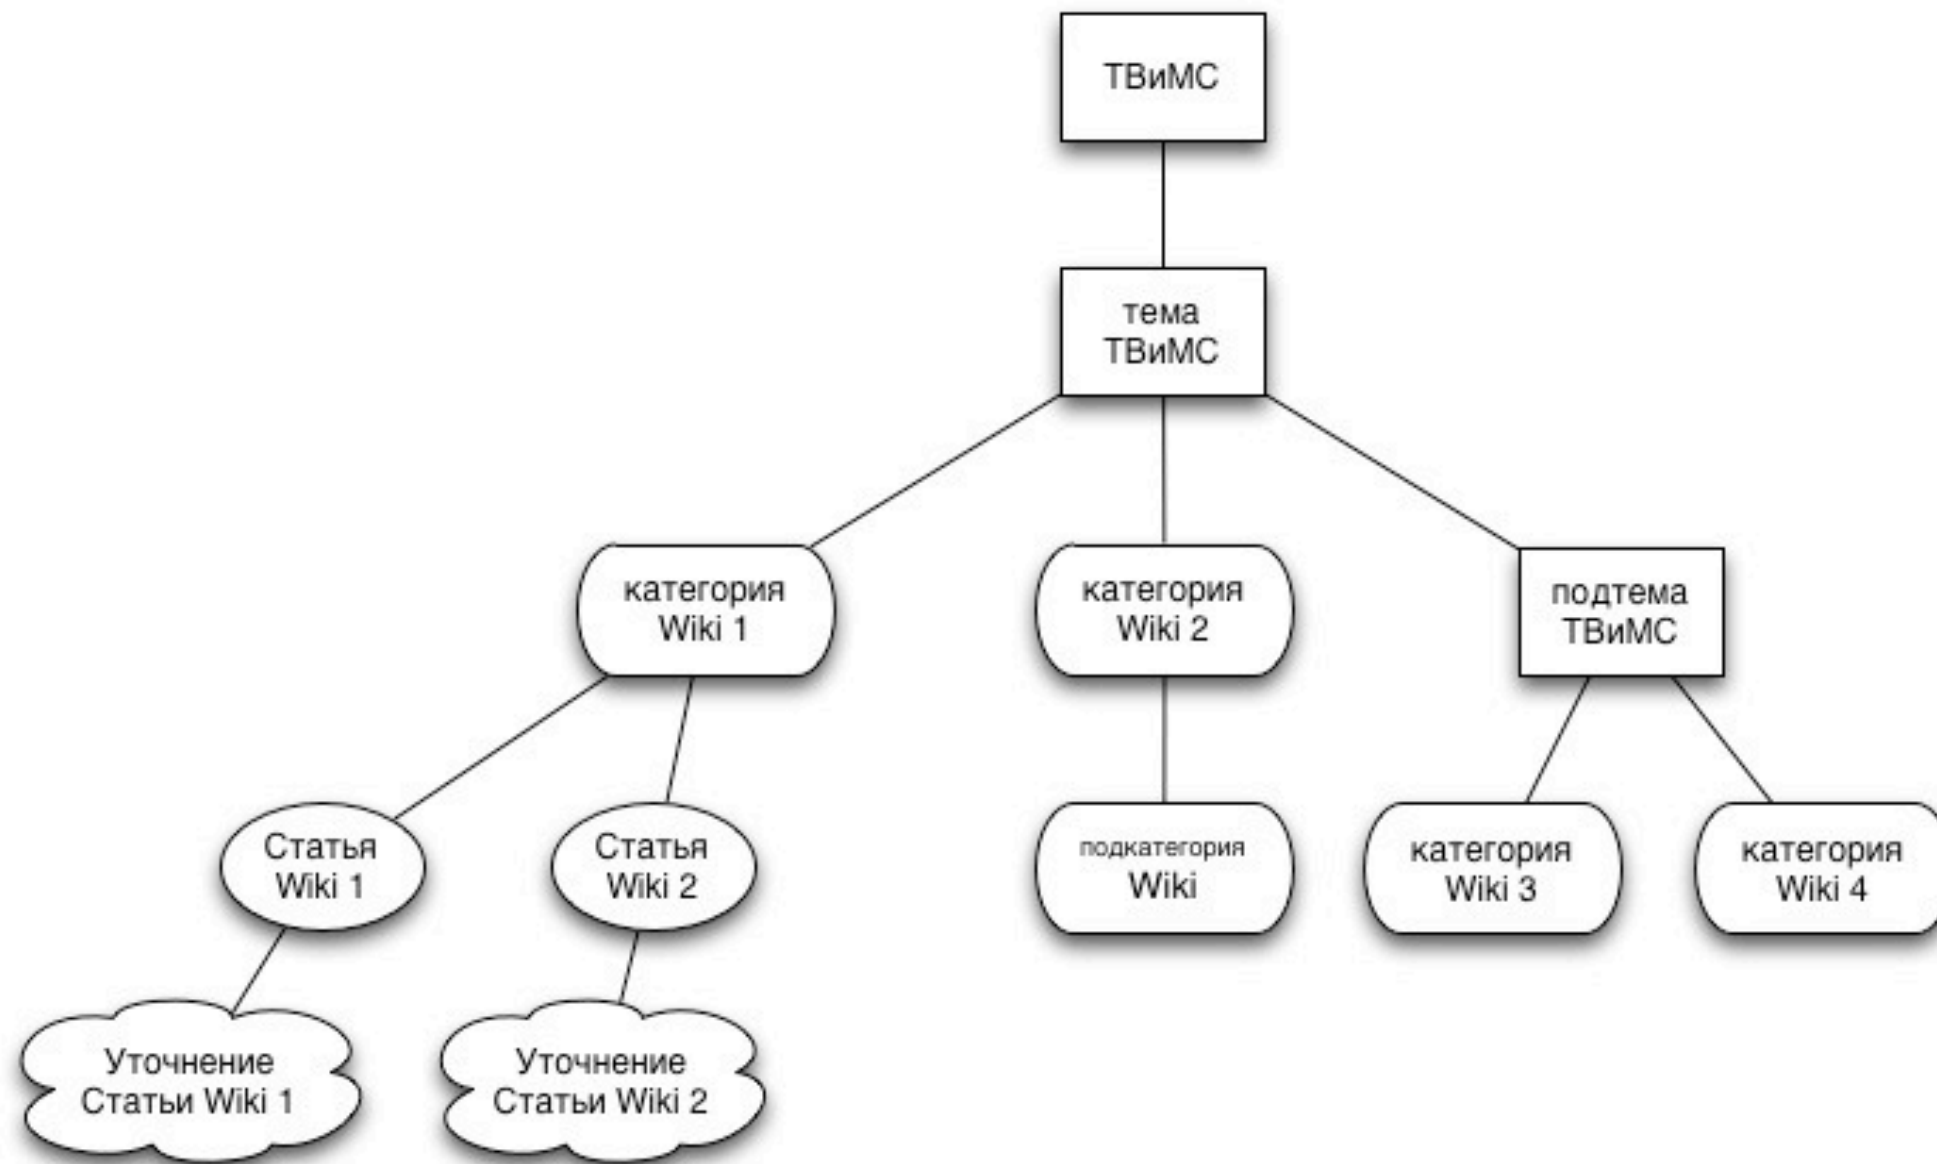 ТВиМС
тема
ТВиМС
категория
Wiki 1
категория
Wiki 2
подтема
ТВиМС
Статья
Wiki 1
Статья
Wiki 2
подкатегория
Wiki
категория
Wiki 3
категория
Wiki 4
Уточнение
Статьи Wiki 1
Уточнение
Статьи Wiki 2